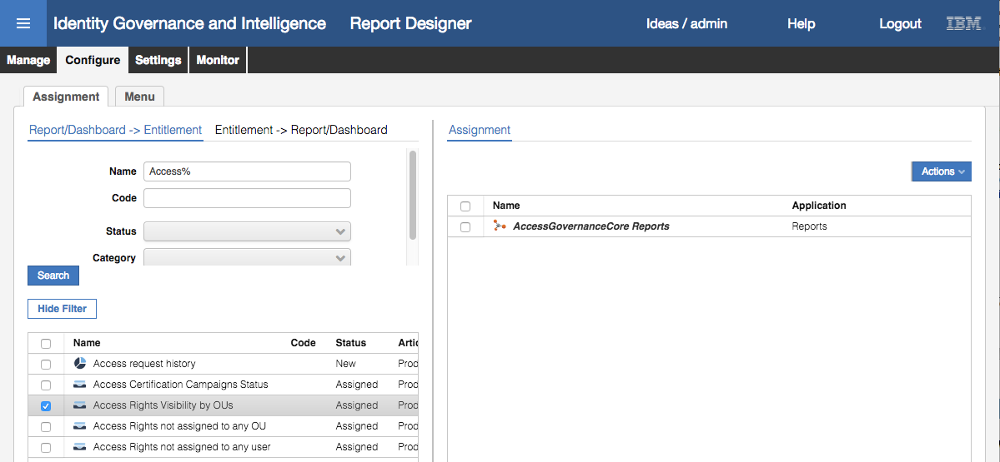 Identity Governance and Intelligence Report Designer Ideas / admin Help Logout IBM
Manage Configure Settings Monitor
Assignment Menu
Report/Dashboard -> Entitlement Entitlement -> Report/Dashboard
Name Access%
Code
Status
Category
Search
Hide Filter
Name Code Status Artic
Access request history New Prod
Access Certification Campaigns Status Assigned Prod
Access Rights Visibility by OUs Assigned Prod
Access Rights not assigned to any OU Assigned Prod
Access Rights not assigned to any user Assigned Prod
Assignment
Actions
Name Application
AccessGovernanceCore Reports Reports